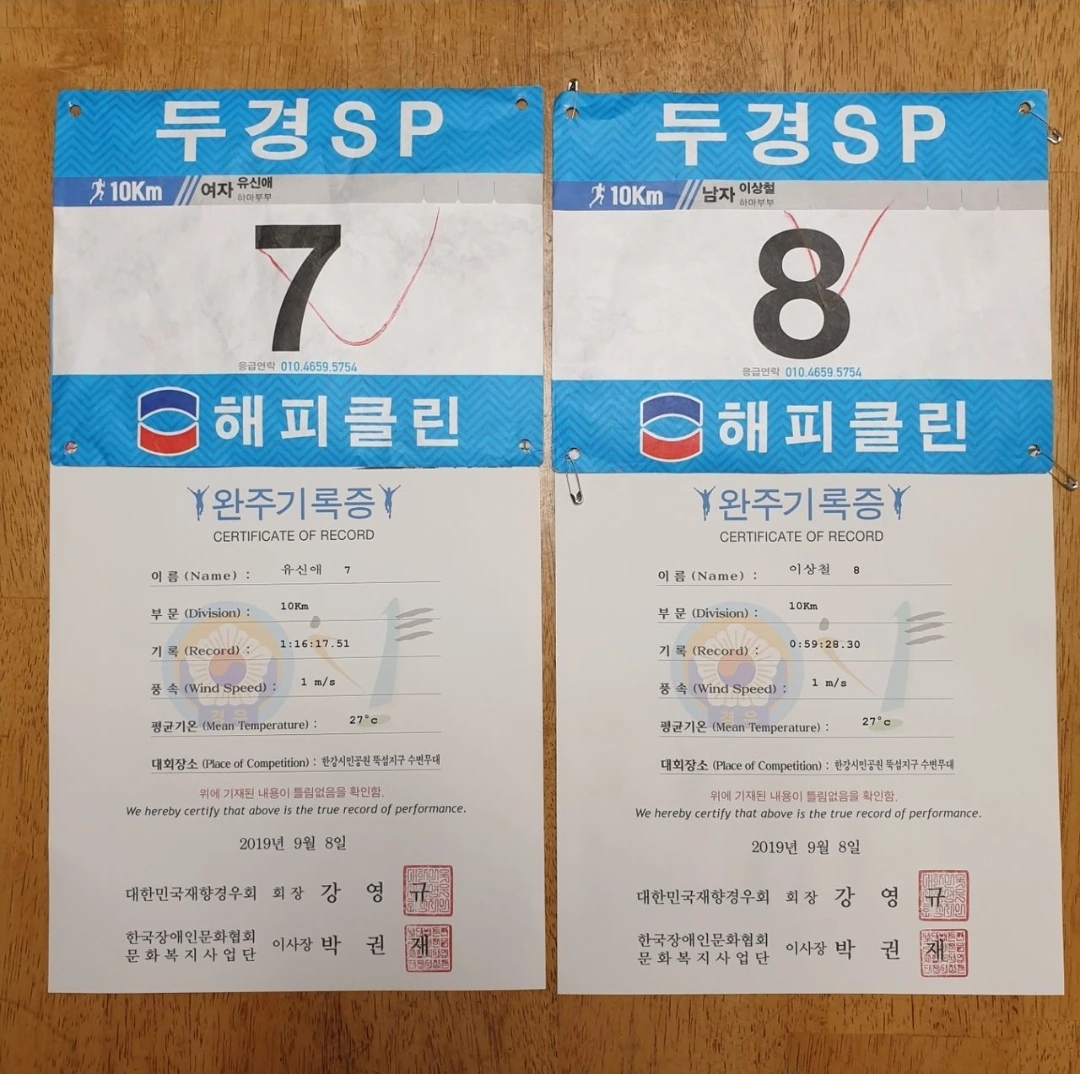 두경SP
10Km 여자 유신애
하마부부
7
응급연락 010.4659.5754
해피클린
완주기록증
CERTIFICATE OF RECORD
이 름 (Name) : 유신애 7
부 문 (Division) : 10Km
기 록 (Record) : 1:16:17.51
풍 속 (Wind Speed) : 1 m/s
평균기온 (Mean Temperature) : 27°c
대회장소 (Place of Competition) : 한강시민공원 뚝섬지구 수변무대
위에 기재된 내용이 틀림없음을 확인함.
We hereby certify that above is the true record of performance.
2019년 9월 8일
대한민국재향경우회 회 장 강 영 규
한국장애인문화협회
문화복지사업단 이사장 박 권 재
두경SP
10Km 남자 이상철
하마부부
8
응급연락 010.4659.5754
해피클린
완주기록증
CERTIFICATE OF RECORD
이 름 (Name) : 이상철 8
부 문 (Division) : 10Km
기 록 (Record) : 0:59:28.30
풍 속 (Wind Speed) : 1 m/s
평균기온 (Mean Temperature) : 27°c
대회장소 (Place of Competition) : 한강시민공원 뚝섬지구 수변무대
위에 기재된 내용이 틀림없음을 확인함.
We hereby certify that above is the true record of performance.
2019년 9월 8일
대한민국재향경우회 회 장 강 영 규
한국장애인문화협회
문화복지사업단 이사장 박 권 재